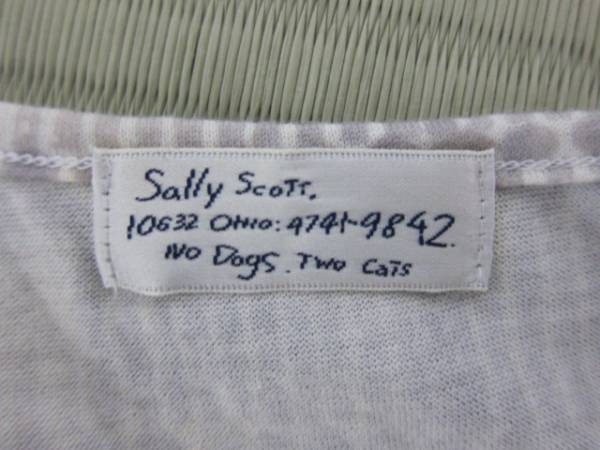 Sally Scott.
10632 OHIO: 4741-9842.
No Dogs. Two Cats